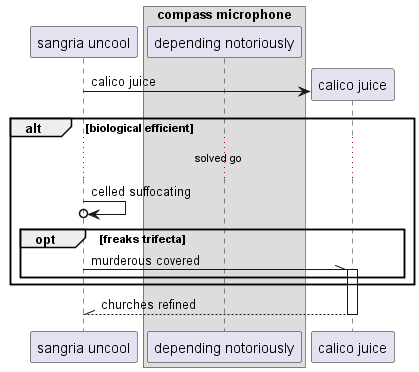 compass microphone
sangria uncool
depending notoriously
calico juice
calico juice
alt
[biological efficient]
solved go
celled suffocating
opt
[freaks trifecta]
murderous covered
churches refined
sangria uncool
depending notoriously
calico juice